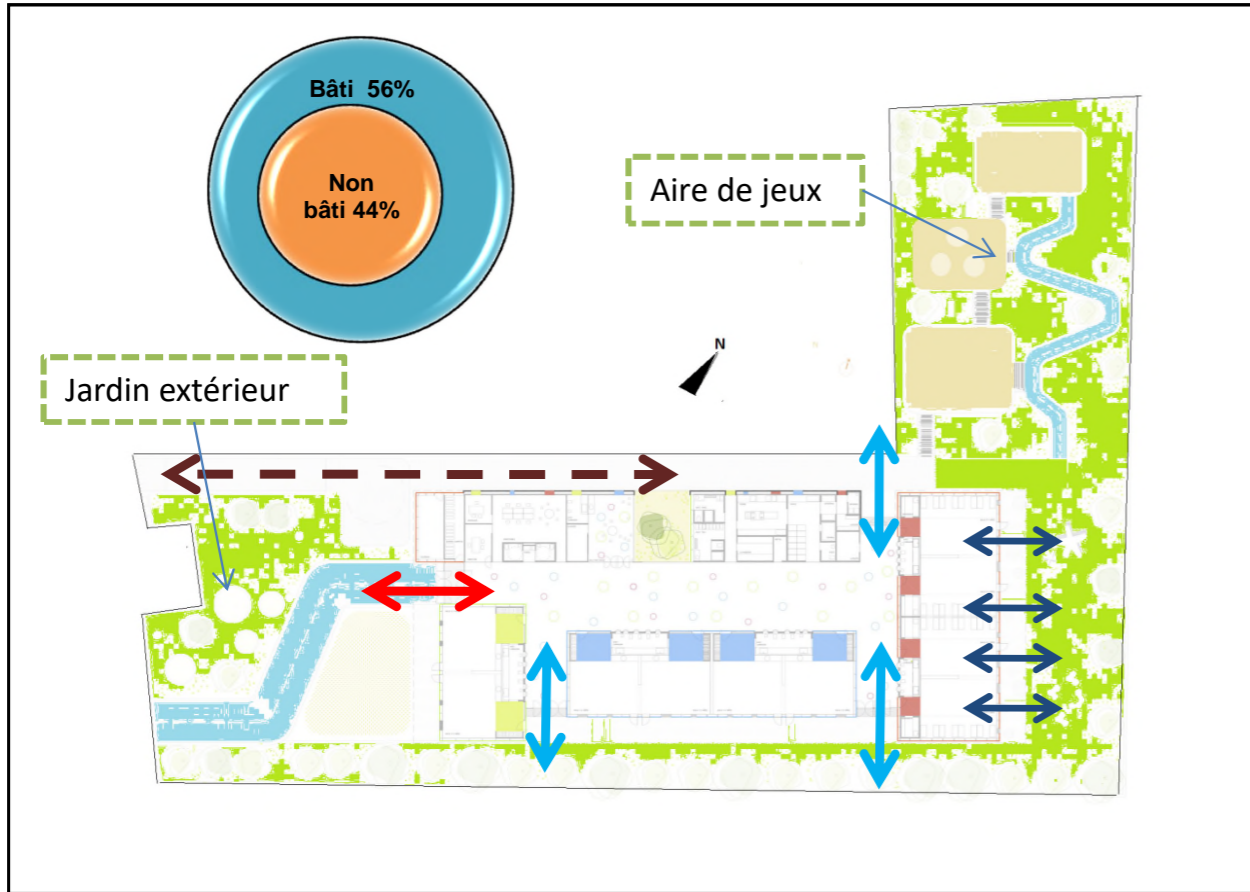 Bâti 56%
Non
bâti 44%
Aire de jeux
N
Jardin extérieur